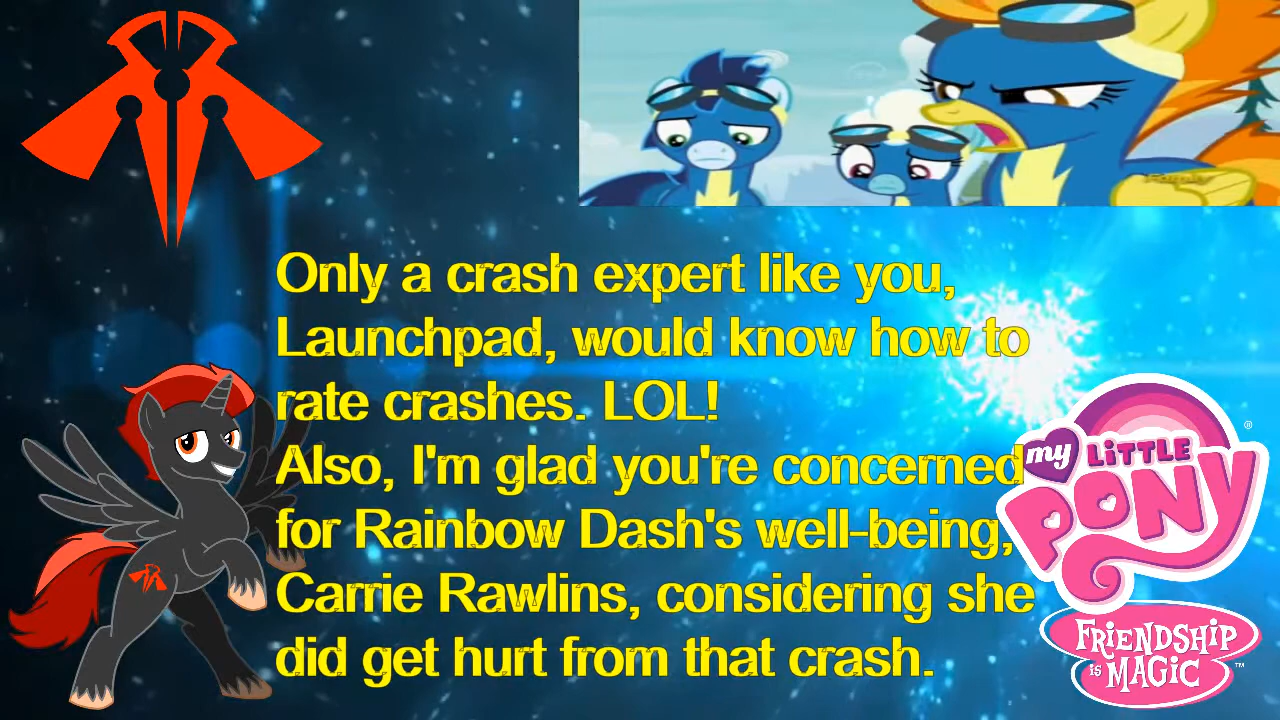 Only a crash expert like you,
Launchpad, would know how to
rate crashes. LOL!
Also, I'm glad you're concerned
for Rainbow Dash's well-being,
Carrie Rawlins, considering she
did get hurt from that crash.
my LiTTLE
PONY
®
FRiENDSHiP
is MAGiC
™